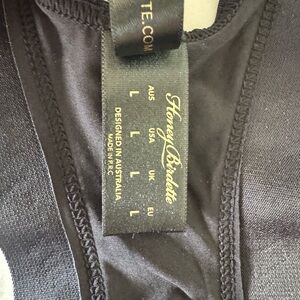 TE.COM
Honey Birdette
AUS USA UK EU
L L L L
DESIGNED IN AUSTRALIA
MADE IN P.R.C